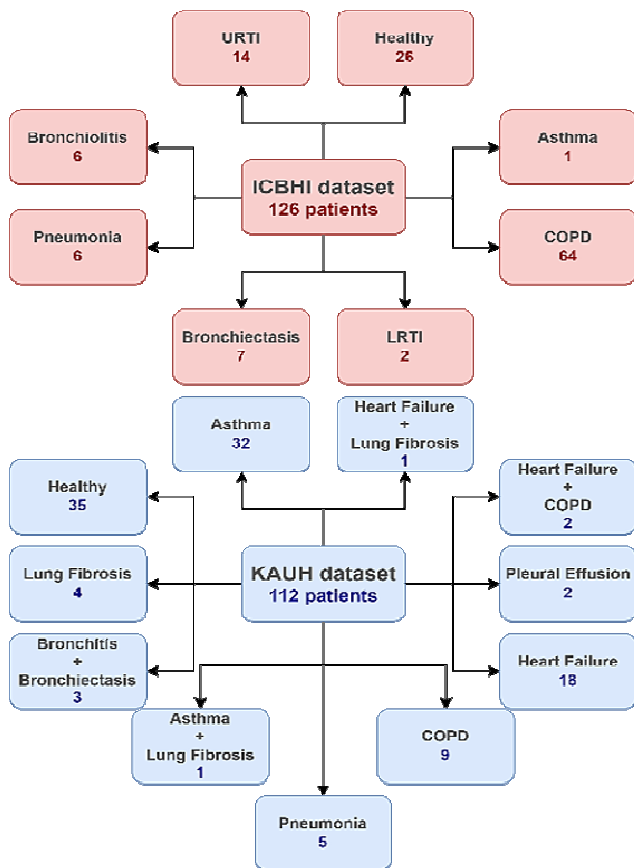 URTI
14
Healthy
26
Bronchiolitis
6
Asthma
1
ICBHI dataset
126 patients
Pneumonia
6
COPD
64
Bronchiectasis
7
LRTI
2
Asthma
32
Heart Failure
+
Lung Fibrosis
1
Healthy
35
Heart Failure
+
COPD
2
Lung Fibrosis
4
KAUH dataset
112 patients
Pleural Effusion
2
Bronchitis
+
Bronchiectasis
3
Heart Failure
18
Asthma
+
Lung Fibrosis
1
COPD
9
Pneumonia
5